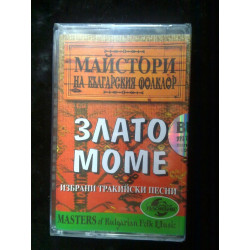 МАЙСТОРИ
НА БЪЛГАРСКИЯ ФОЛКЛОР
ЗЛАТО
МОМЕ
ИЗБРАНИ ТРАКИЙСКИ ПЕСНИ
MASTERS of Bulgarian Folk Music